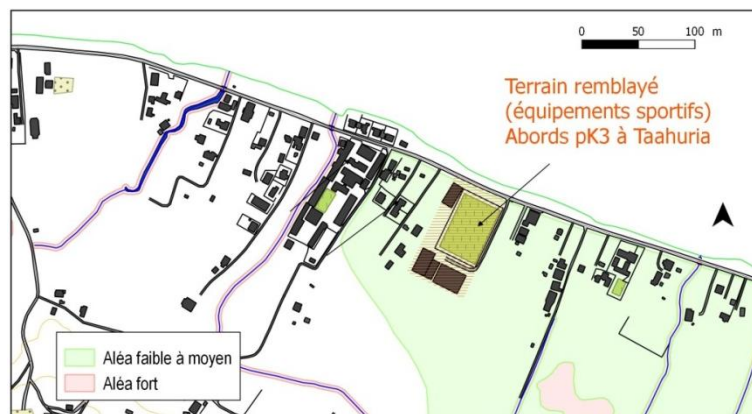 0 50 100 m
Terrain remblayé
(équipements sportifs)
Abords pK3 à Taahuria
Aléa faible à moyen
Aléa fort